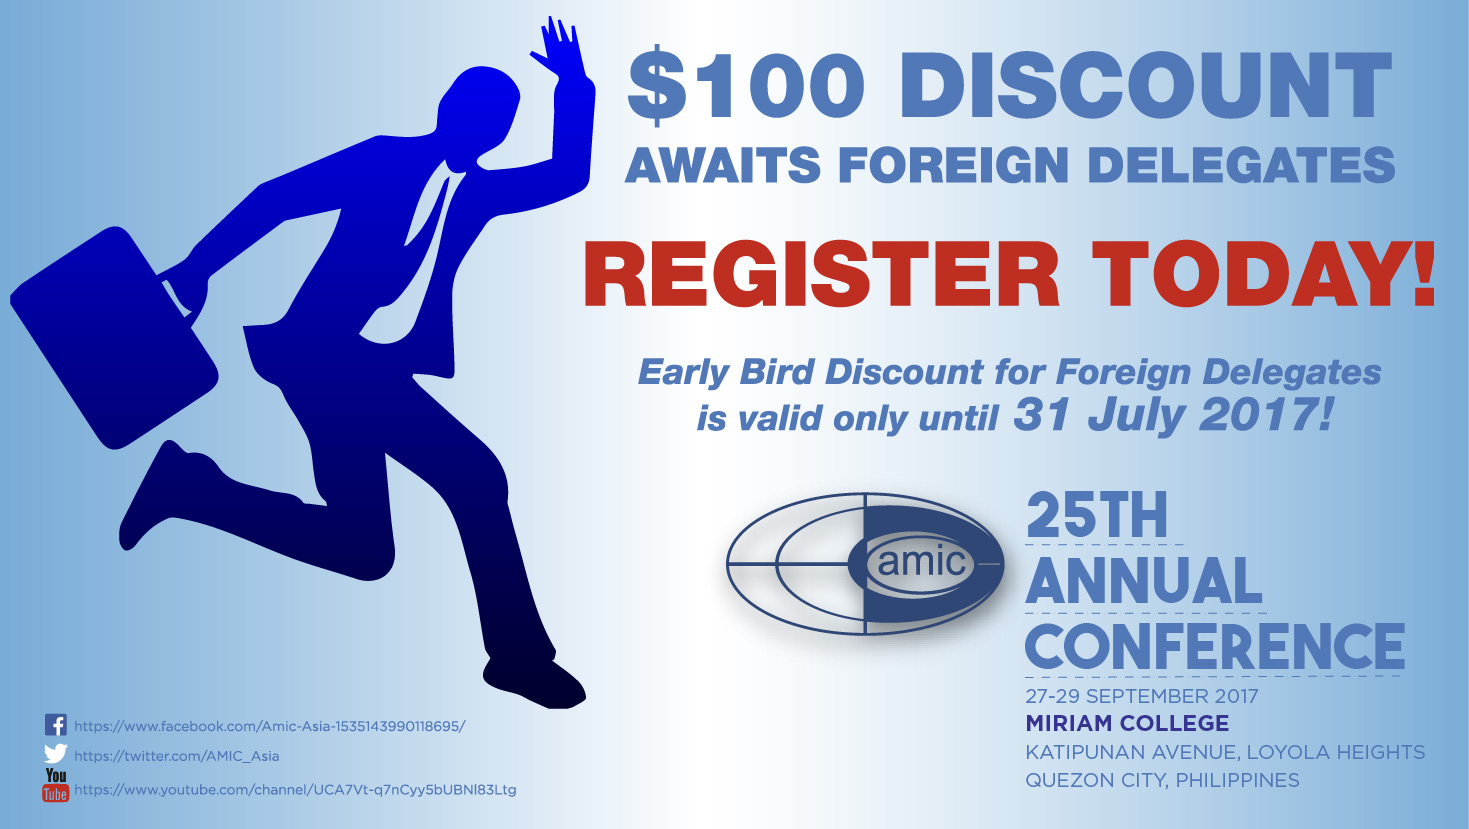 $100 DISCOUNT
AWAITS FOREIGN DELEGATES
REGISTER TODAY!
Early Bird Discount for Foreign Delegates
is valid only until 31 July 2017!
amic
25TH
ANNUAL
CONFERENCE
27-29 SEPTEMBER 2017
MIRIAM COLLEGE
KATIPUNAN AVENUE, LOYOLA HEIGHTS
QUEZON CITY, PHILIPPINES
f https://www.facebook.com/Amic-Asia-1535143990118695/
https://twitter.com/AMIC_Asia
You
Tube https://www.youtube.com/channel/UCA7Vt-q7nCyy5bUBNl83Ltg